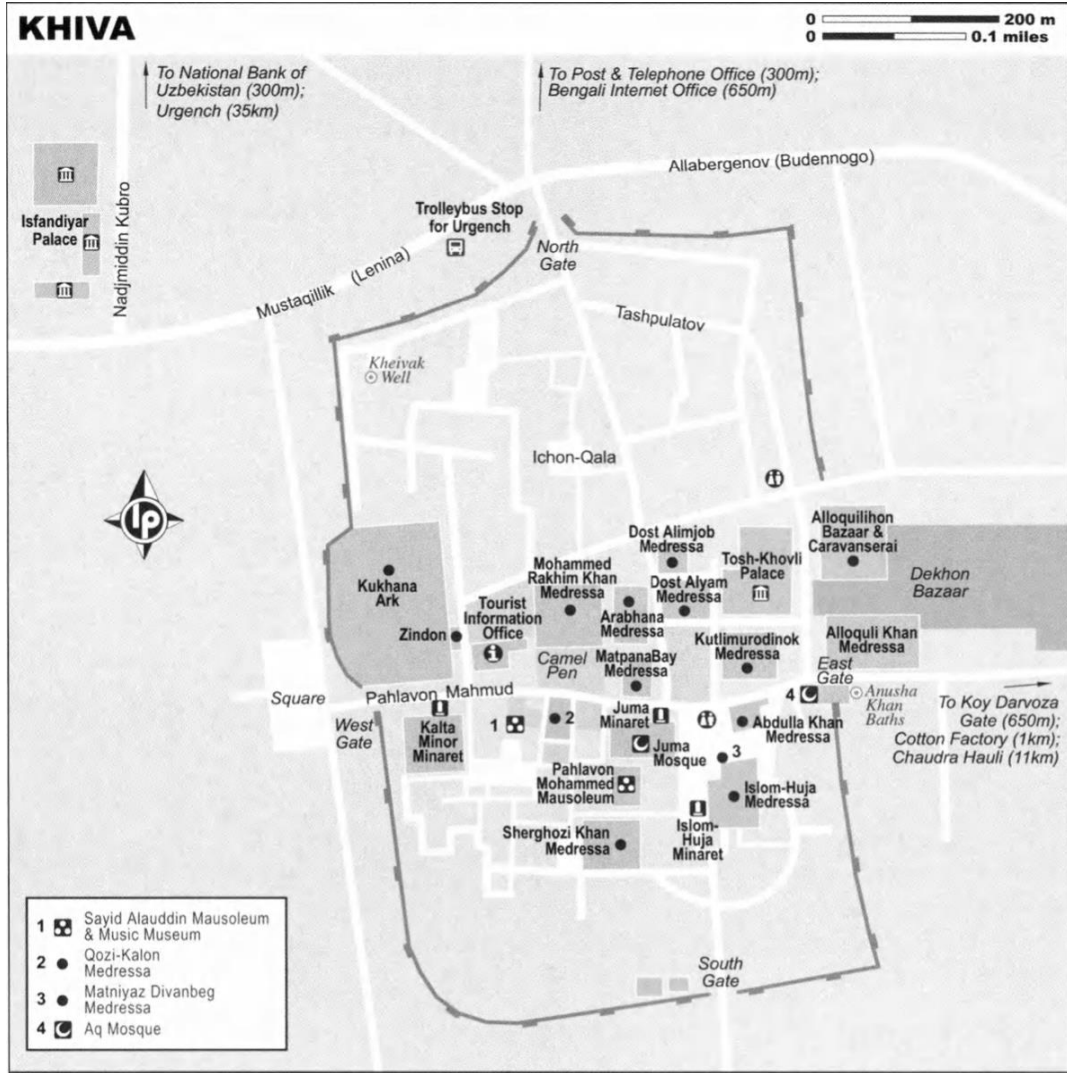 KHIVA
0 200 m
0 0.1 miles
To National Bank of
Uzbekistan (300m);
Urgench (35km)
To Post & Telephone Office (300m);
Bengali Internet Office (650m)
Allabergenov (Budennogo)
Isfandiyar
Palace
Nadjmiddin Kubro
Trolleybus Stop
for Urgench
North
Gate
Mustaqillik (Lenina)
Tashpulatov
Kheivak
Well
Ichon-Qala
lp
Kukhana
Ark
Zindon
Tourist
Information
Office
Mohammed
Rakhim Khan
Medressa
Dost Alimjob
Medressa
Dost Alyam
Medressa
Arabhana
Medressa
Tosh-Khovli
Palace
Alloquilihon
Bazaar &
Caravanserai
Dekhon
Bazaar
Alloquli Khan
Medressa
Kutlimurodinok
Medressa
Camel
Pen
MatpanaBay
Medressa
East
Gate
4
Anusha
Khan
Baths
Square
Pahlavon Mahmud
West
Gate
Kalta
Minor
Minaret
1
2
Juma
Minaret
Juma
Mosque
Abdulla Khan
Medressa
3
To Koy Darvoza
Gate (650m);
Cotton Factory (1km);
Chaudra Hauli (11km)
Pahlavon
Mohammed
Mausoleum
Islom-Huja
Medressa
Islom-
Huja
Minaret
Sherghozi Khan
Medressa
South
Gate
1 Sayid Alauddin Mausoleum
& Music Museum
2 Qozi-Kalon
Medressa
3 Matniyaz Divanbeg
Medressa
4 Aq Mosque